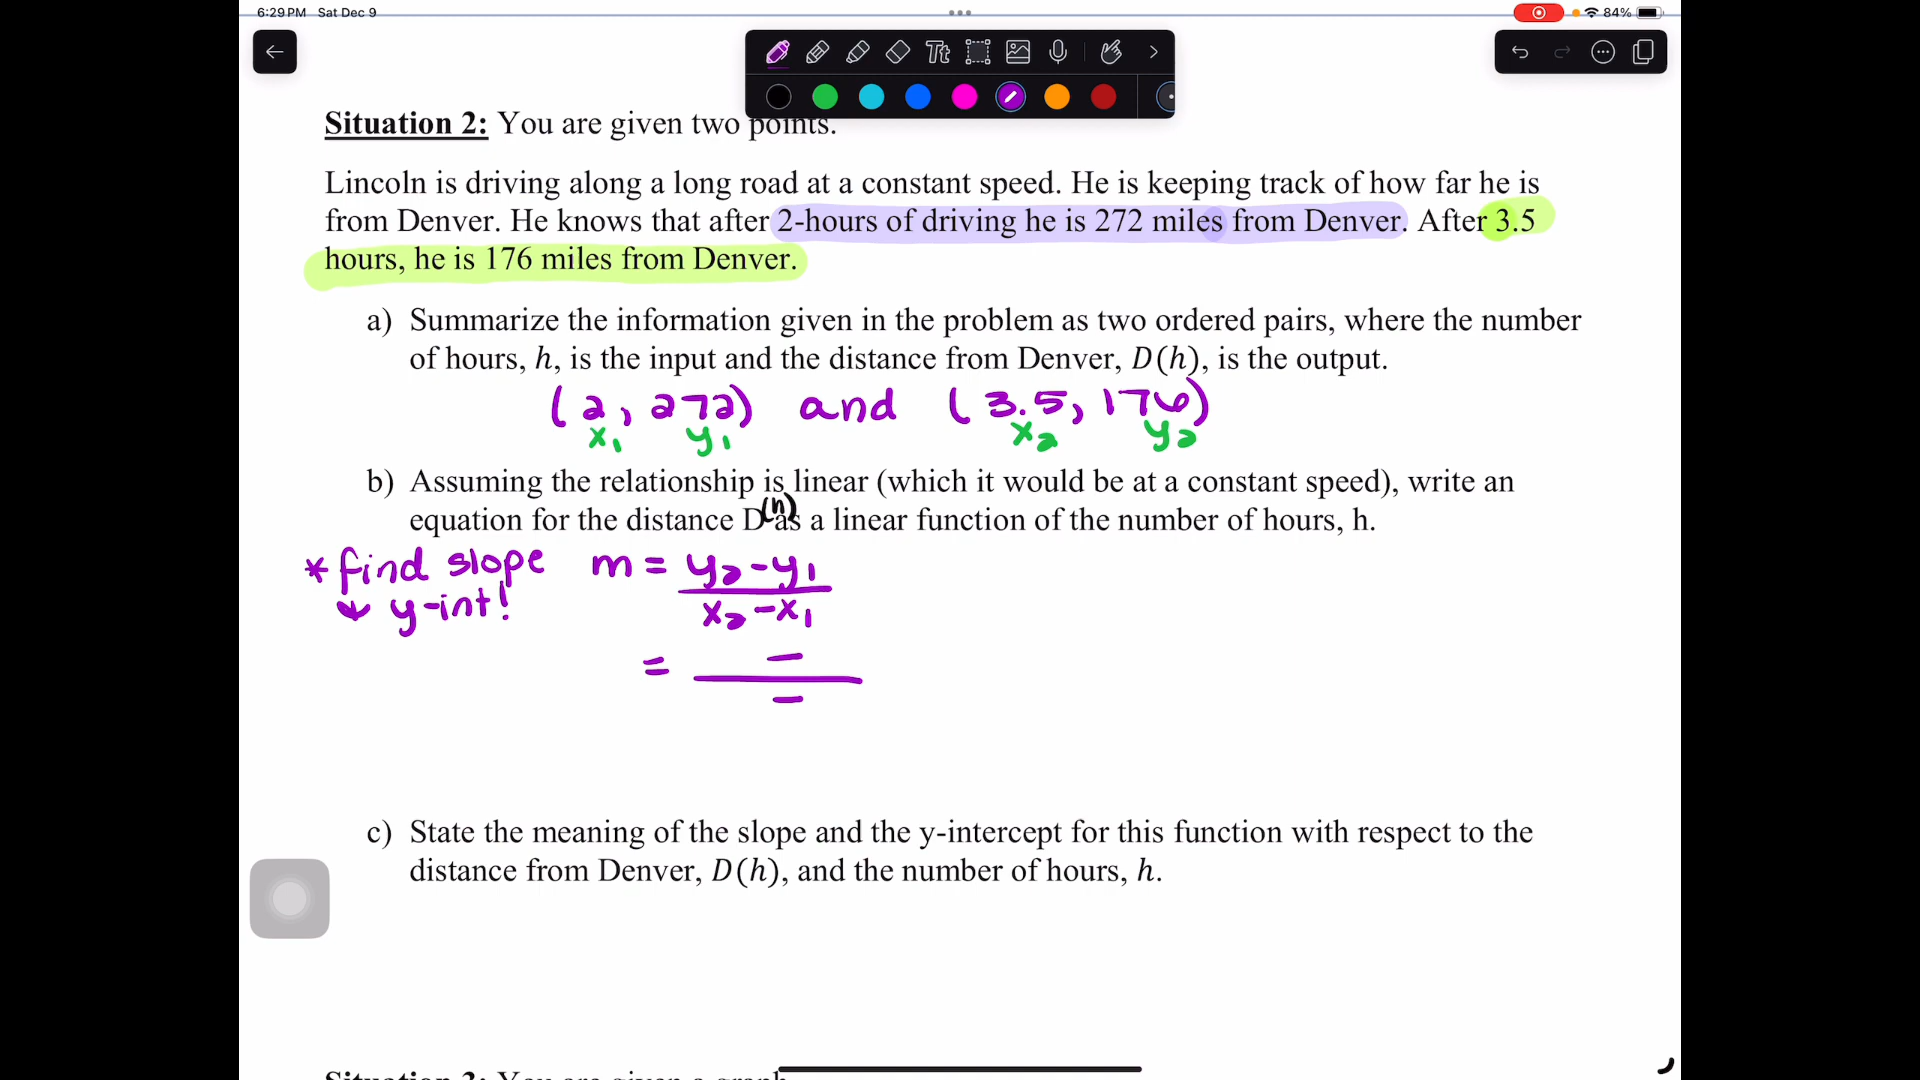 6:29 PM Sat Dec 9
84%
Tt
Situation 2: You are given two points.
Lincoln is driving along a long road at a constant speed. He is keeping track of how far he is
from Denver. He knows that after 2-hours of driving he is 272 miles from Denver. After 3.5
hours, he is 176 miles from Denver.
a) Summarize the information given in the problem as two ordered pairs, where the number
of hours, h, is the input and the distance from Denver, D(h), is the output.
(2, 272) and (3.5, 176)
x₁ y₁ x₂ y₂
b) Assuming the relationship is linear (which it would be at a constant speed), write an
equation for the distance D(h) as a linear function of the number of hours, h.
* find slope m = y₂-y₁
↓ y-int! x₂-x₁
= -
-
c) State the meaning of the slope and the y-intercept for this function with respect to the
distance from Denver, D(h), and the number of hours, h.
Situation 3: You are given a graph